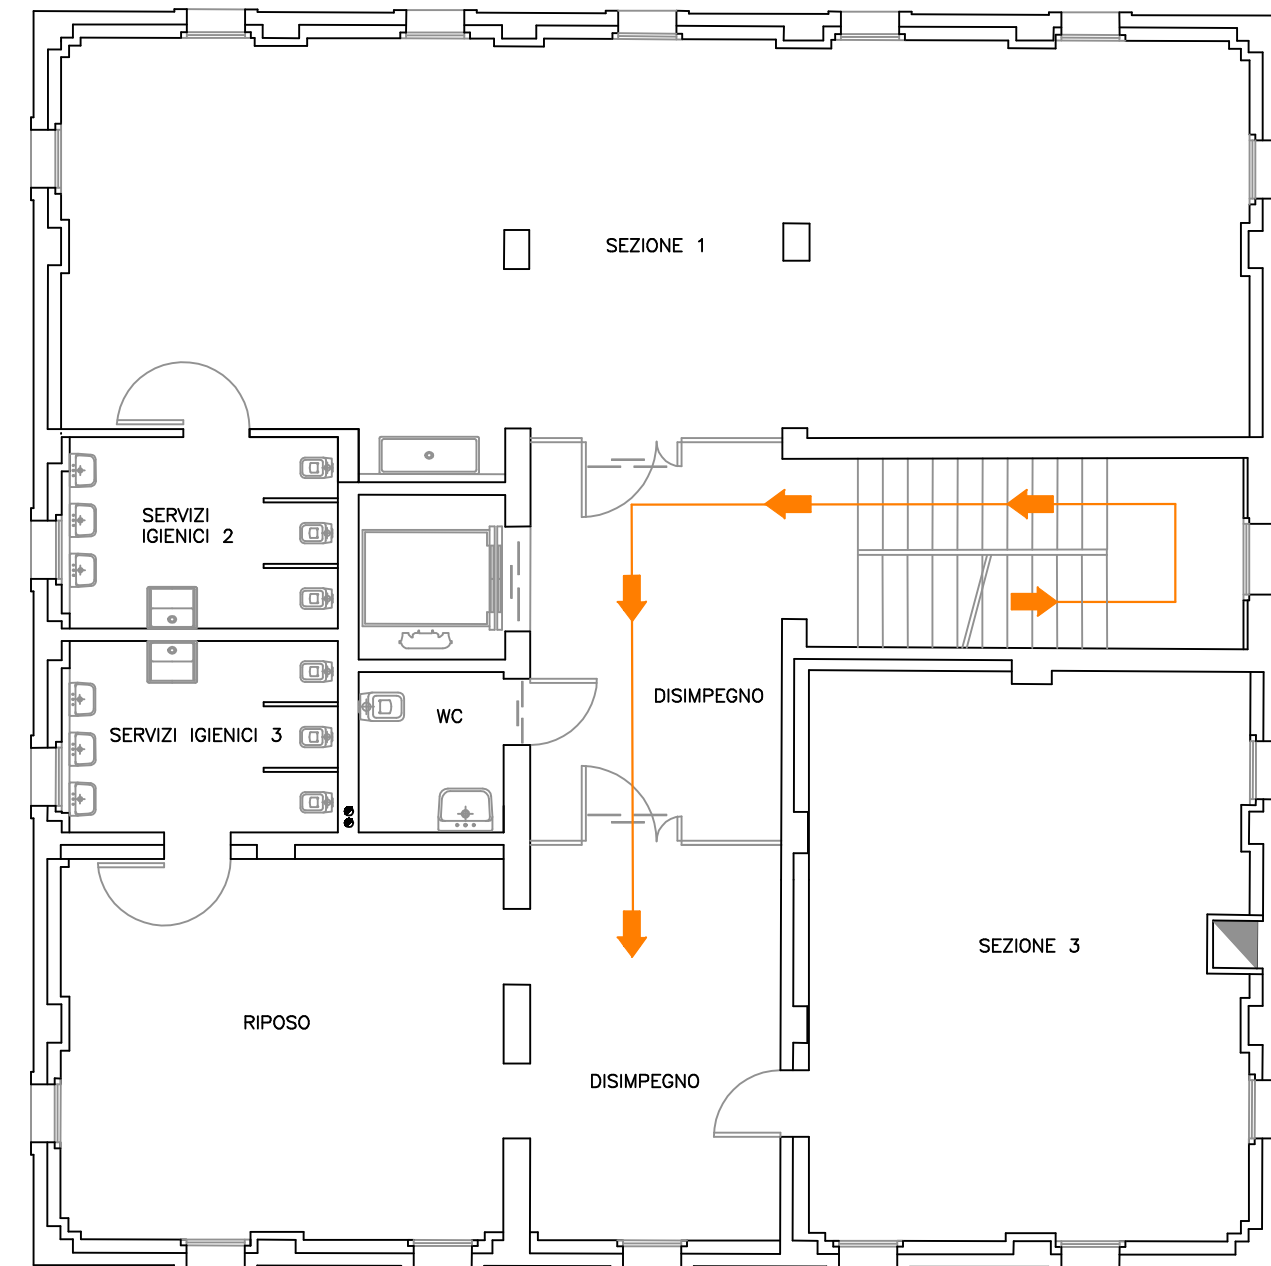 SEZIONE 1
SERVIZI
IGIENICI 2
DISIMPEGNO
WC
SERVIZI IGIENICI 3
SEZIONE 3
RIPOSO
DISIMPEGNO